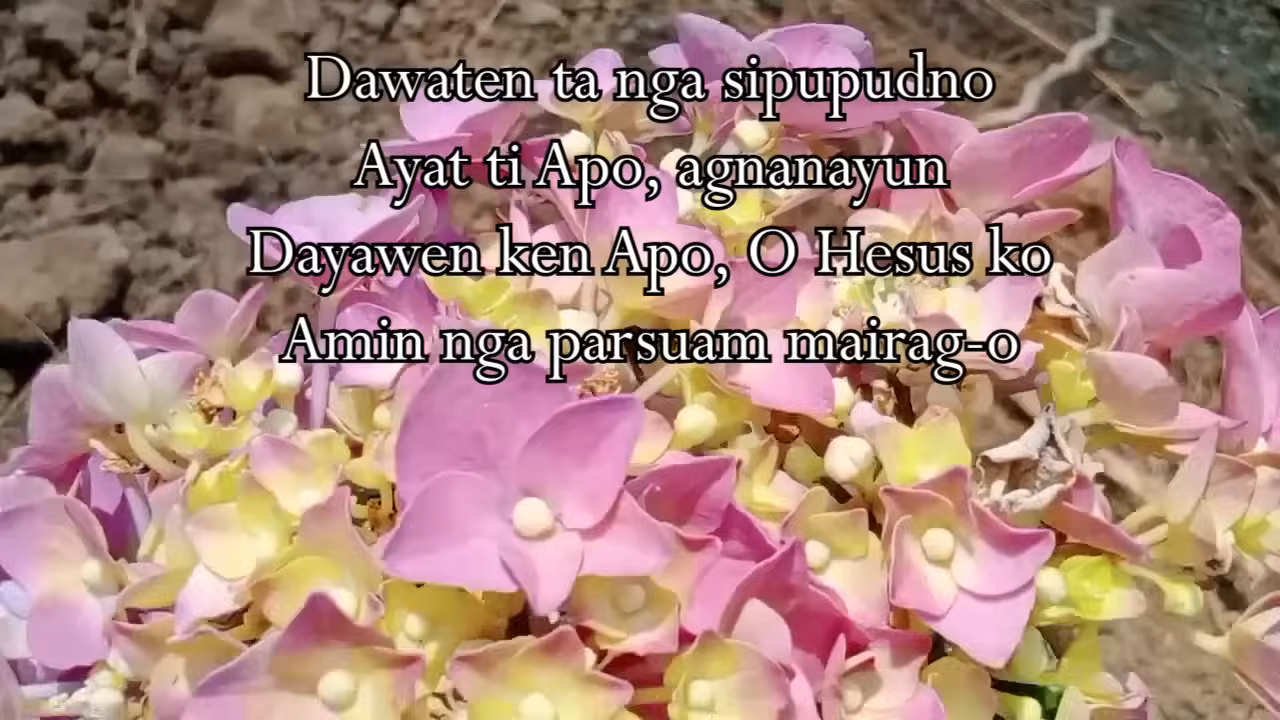 Dawaten ta nga sipupudno
Ayat ti Apo, agnanayun
Dayawen ken Apo, O Hesus ko
Amin nga parsuam mairag-o